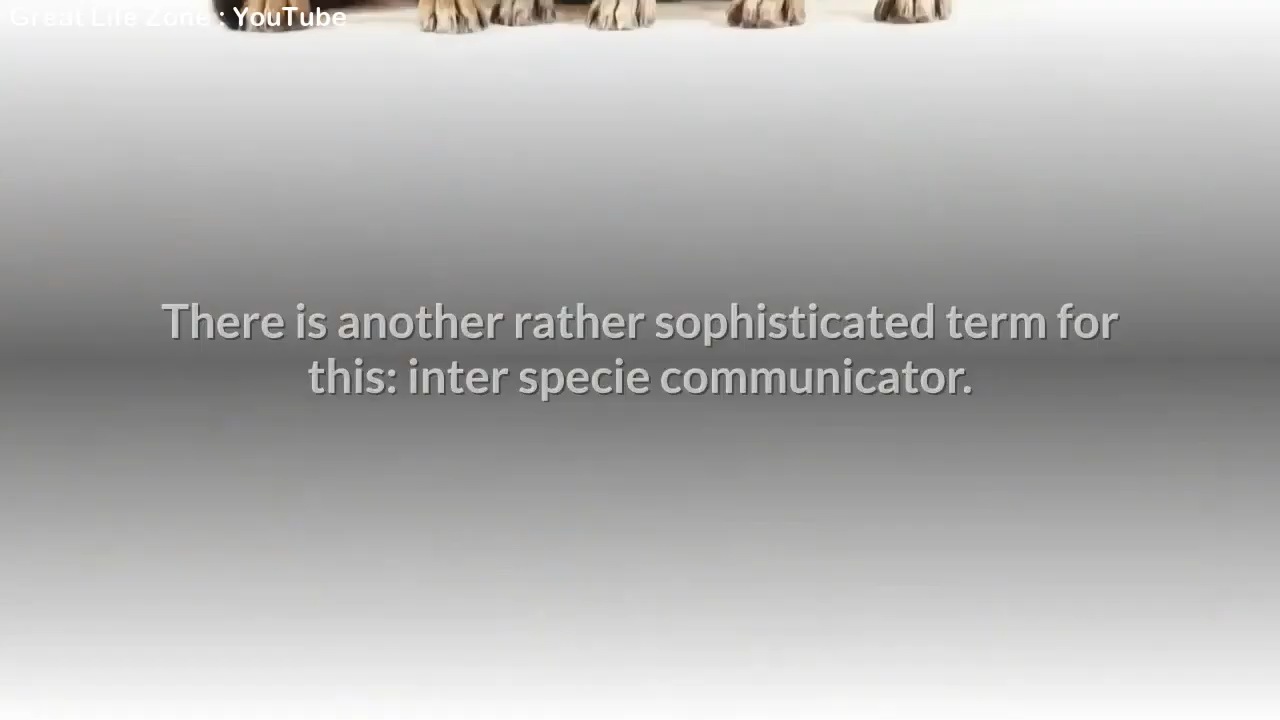 Great Life Zone : YouTube
There is another rather sophisticated term for
this: inter specie communicator.